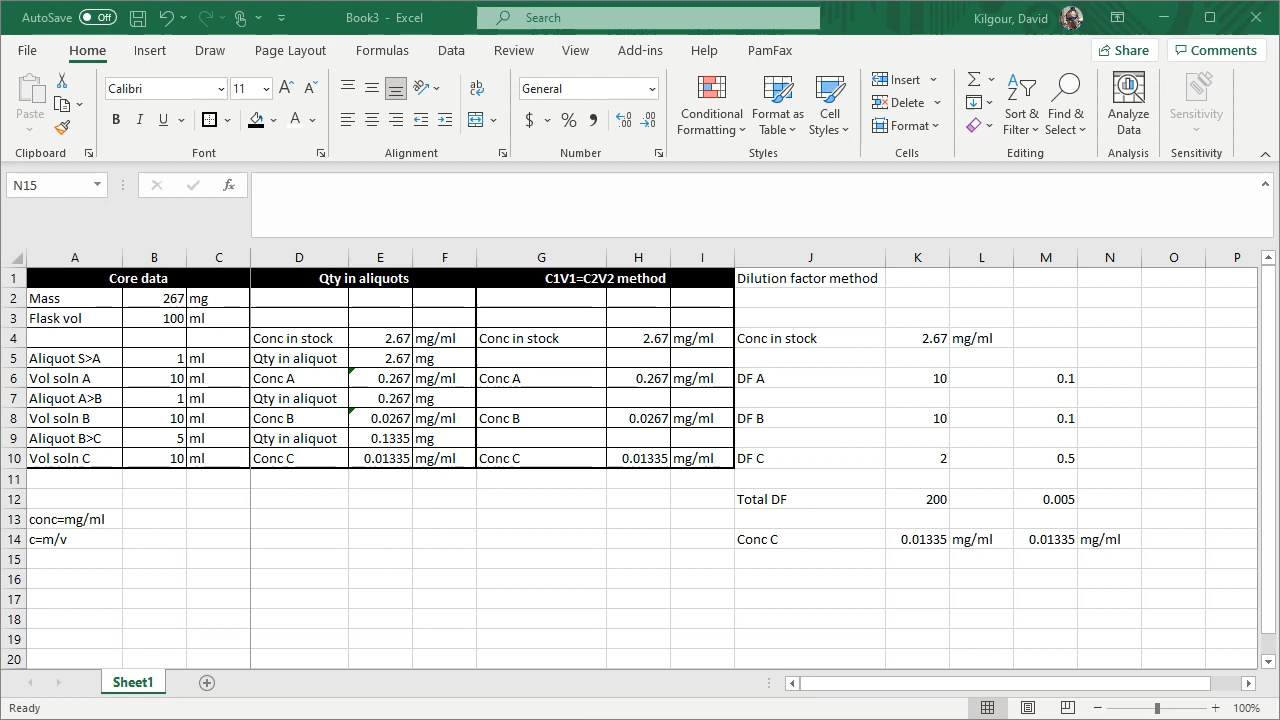 AutoSave Off Book3 - Excel Search Kilgour, David
File Home Insert Draw Page Layout Formulas Data Review View Add-ins Help PamFax Share Comments
Paste
Clipboard
Calibri 11
B I U A
Font
Alignment
General
$ %
Number
Conditional Formatting
Format as Table
Cell Styles
Styles
Insert
Delete
Format
Cells
Sort & Filter
Find & Select
Editing
Analyze Data
Analysis
Sensitivity
Sensitivity
N15 fx
A B C D E F G H I J K L M N O P
1 Core data Qty in aliquots C1V1=C2V2 method Dilution factor method
2 Mass 267 mg
3 Flask vol 100 ml
4 Conc in stock 2.67 mg/ml Conc in stock 2.67 mg/ml Conc in stock 2.67 mg/ml
5 Aliquot S>A 1 ml Qty in aliquot 2.67 mg
6 Vol soln A 10 ml Conc A 0.267 mg/ml Conc A 0.267 mg/ml DF A 10 0.1
7 Aliquot A>B 1 ml Qty in aliquot 0.267 mg
8 Vol soln B 10 ml Conc B 0.0267 mg/ml Conc B 0.0267 mg/ml DF B 10 0.1
9 Aliquot B>C 5 ml Qty in aliquot 0.1335 mg
10 Vol soln C 10 ml Conc C 0.01335 mg/ml Conc C 0.01335 mg/ml DF C 2 0.5
11
12 Total DF 200 0.005
13 conc=mg/ml
14 c=m/v Conc C 0.01335 mg/ml 0.01335 mg/ml
15
16
17
18
19
20
Sheet1
Ready 100%